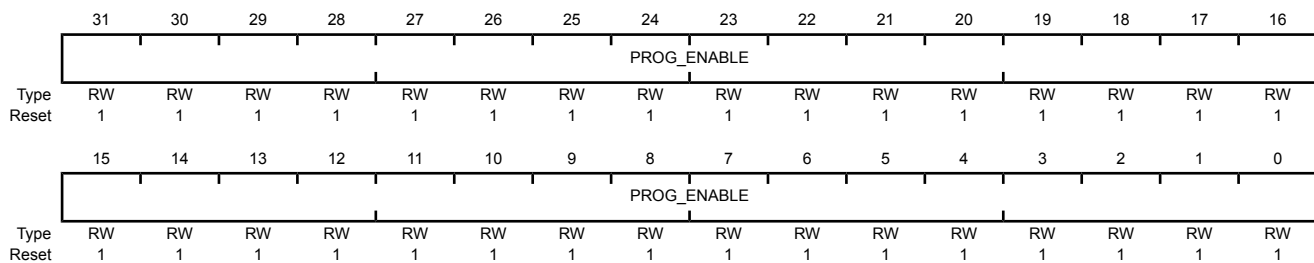 31 30 29 28 27 26 25 24 23 22 21 20 19 18 17 16
PROG_ENABLE
Type RW RW RW RW RW RW RW RW RW RW RW RW RW RW RW RW
Reset 1 1 1 1 1 1 1 1 1 1 1 1 1 1 1 1
15 14 13 12 11 10 9 8 7 6 5 4 3 2 1 0
PROG_ENABLE
Type RW RW RW RW RW RW RW RW RW RW RW RW RW RW RW RW
Reset 1 1 1 1 1 1 1 1 1 1 1 1 1 1 1 1